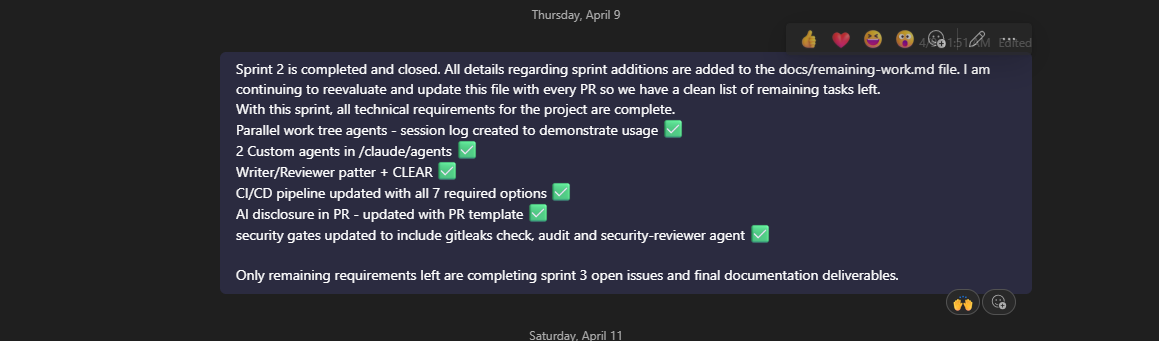 Thursday, April 9
Edited
Sprint 2 is completed and closed. All details regarding sprint additions are added to the docs/remaining-work.md file. I am
continuing to reevaluate and update this file with every PR so we have a clean list of remaining tasks left.
With this sprint, all technical requirements for the project are complete.
Parallel work tree agents - session log created to demonstrate usage ✅
2 Custom agents in /claude/agents ✅
Writer/Reviewer patter + CLEAR ✅
CI/CD pipeline updated with all 7 required options ✅
AI disclosure in PR - updated with PR template ✅
security gates updated to include gitleaks check, audit and security-reviewer agent ✅
Only remaining requirements left are completing sprint 3 open issues and final documentation deliverables.
Saturday, April 11